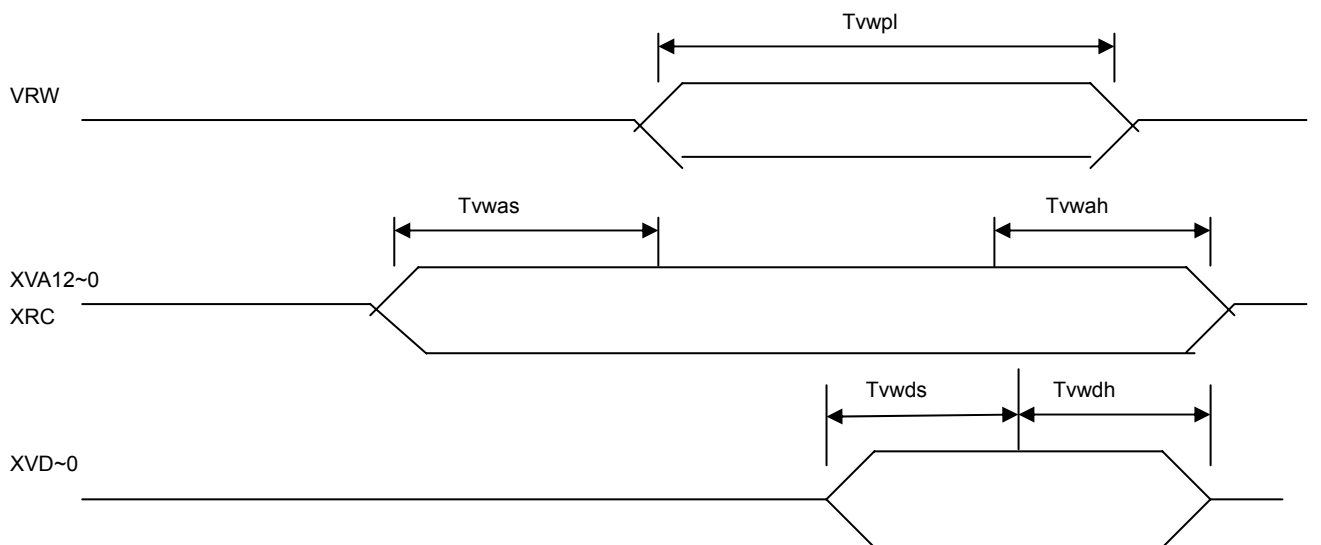 Tvwpl
VRW
Tvwas
Tvwah
XVA12~0
XRC
Tvwds
Tvwdh
XVD~0